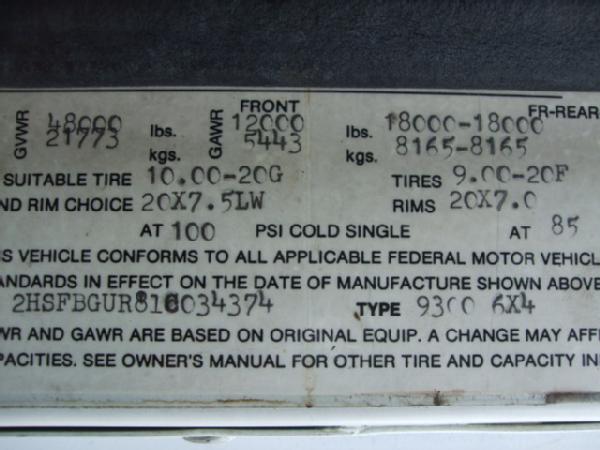 FRONT FR-REAR
GVWR 48000 lbs. GAWR 12000 lbs. 18000-18000
21773 kgs. 5443 kgs. 8165-8165
SUITABLE TIRE 10.00-20G TIRES 9.00-20F
ND RIM CHOICE 20X7.5LW RIMS 20X7.0
AT 100 PSI COLD SINGLE AT 85
S VEHICLE CONFORMS TO ALL APPLICABLE FEDERAL MOTOR VEHIC
ANDARDS IN EFFECT ON THE DATE OF MANUFACTURE SHOWN ABOVE
TYPE 9300 6X4
WR AND GAWR ARE BASED ON ORIGINAL EQUIP. A CHANGE MAY AFF
PACITIES. SEE OWNER'S MANUAL FOR OTHER TIRE AND CAPACITY IN